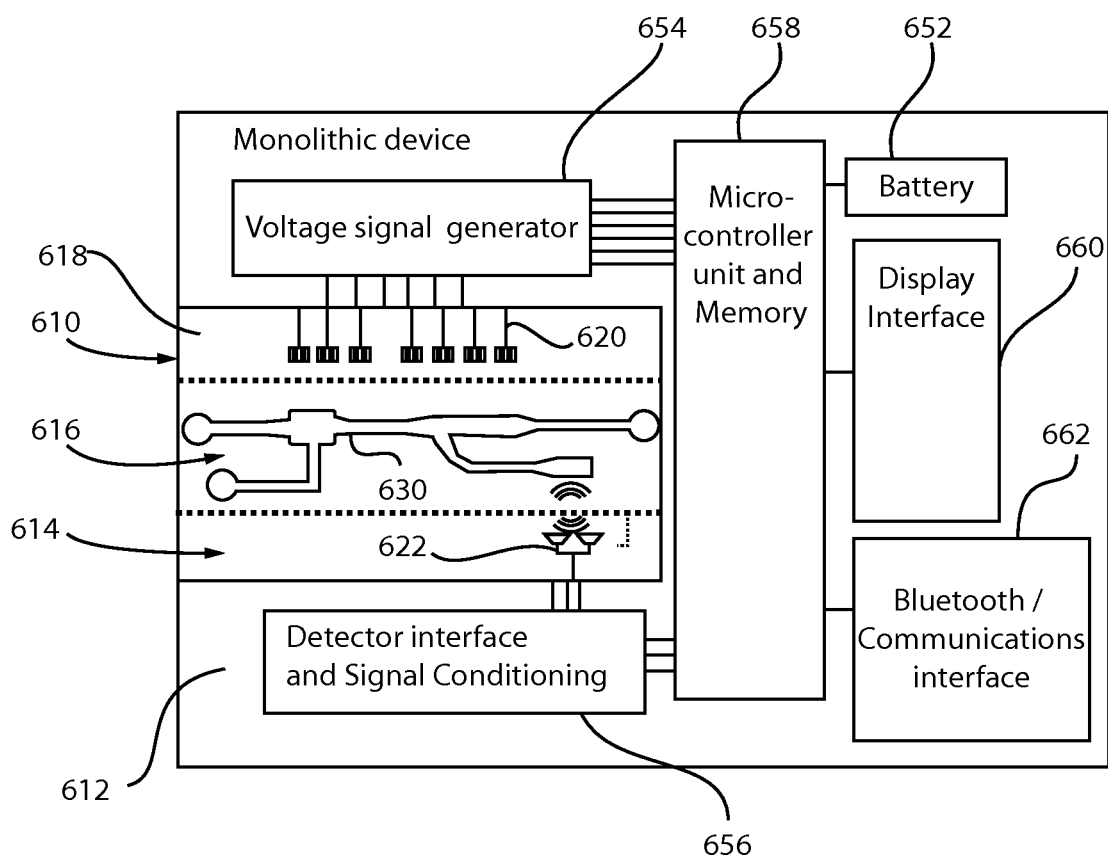 654
658
652
Monolithic device
Voltage signal generator
Micro-
controller
unit and
Memory
Battery
618
610
620
Display
Interface
660
616
630
662
614
622
Detector interface
and Signal Conditioning
Bluetooth /
Communications
interface
612
656